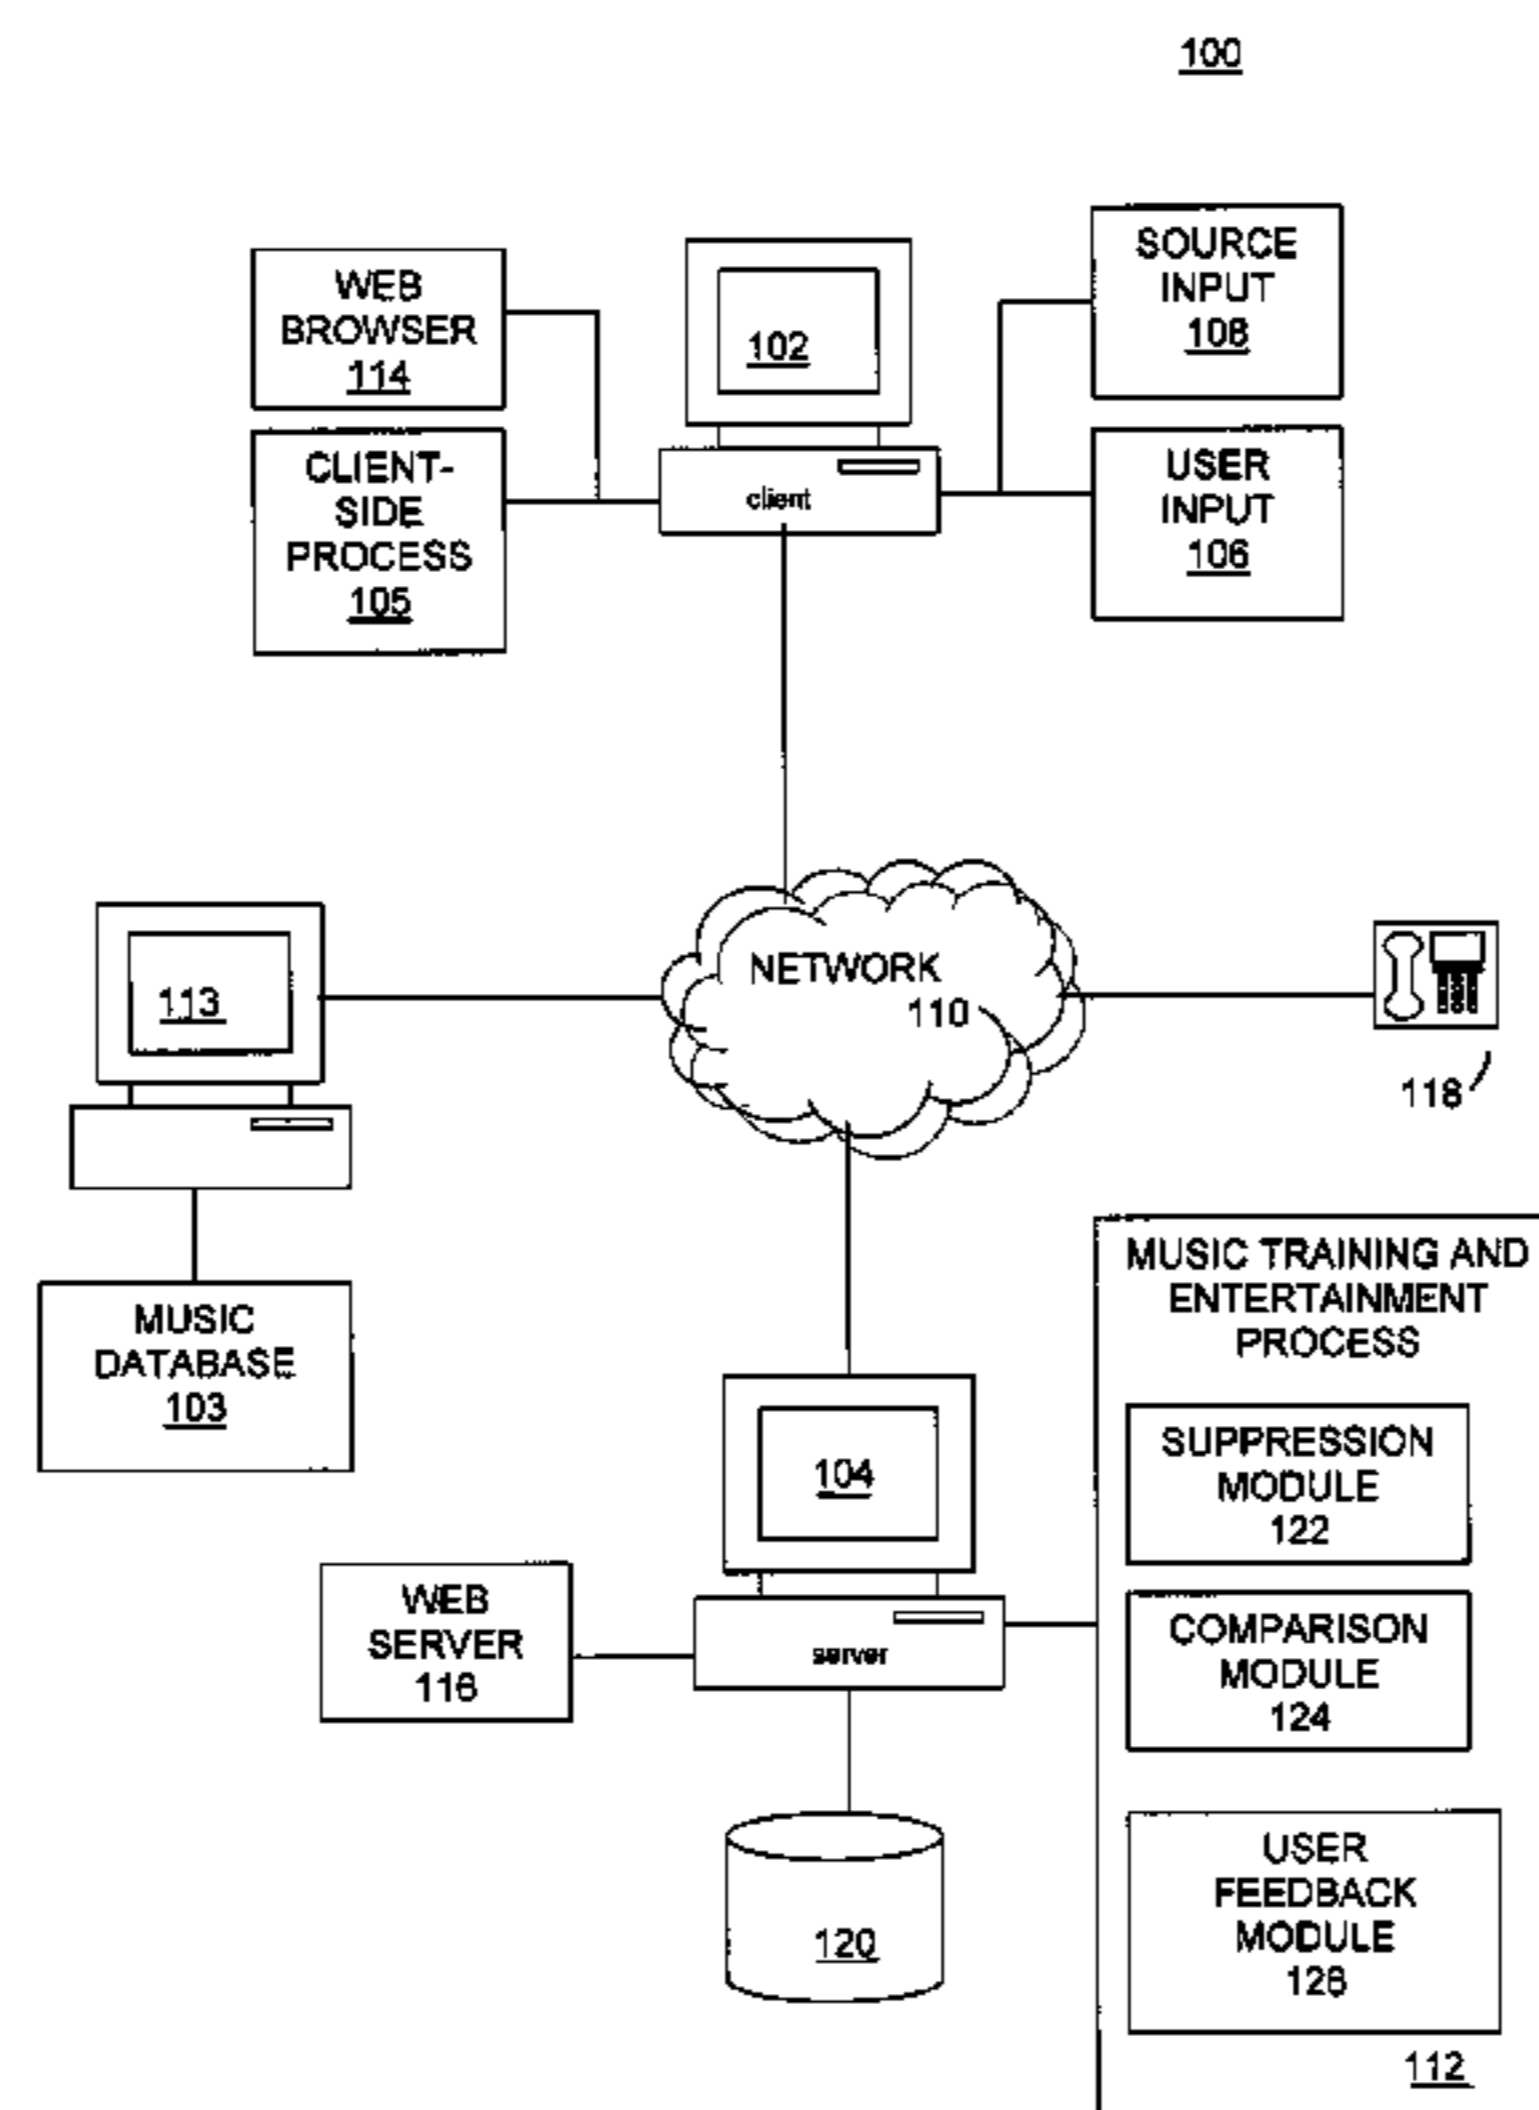 100
WEB
BROWSER
114
CLIENT-
SIDE
PROCESS
105
102
client
SOURCE
INPUT
108
USER
INPUT
106
113
NETWORK
110
118
MUSIC
DATABASE
103
104
server
WEB
SERVER
116
120
MUSIC TRAINING AND
ENTERTAINMENT
PROCESS
SUPPRESSION
MODULE
122
COMPARISON
MODULE
124
USER
FEEDBACK
MODULE
126
112